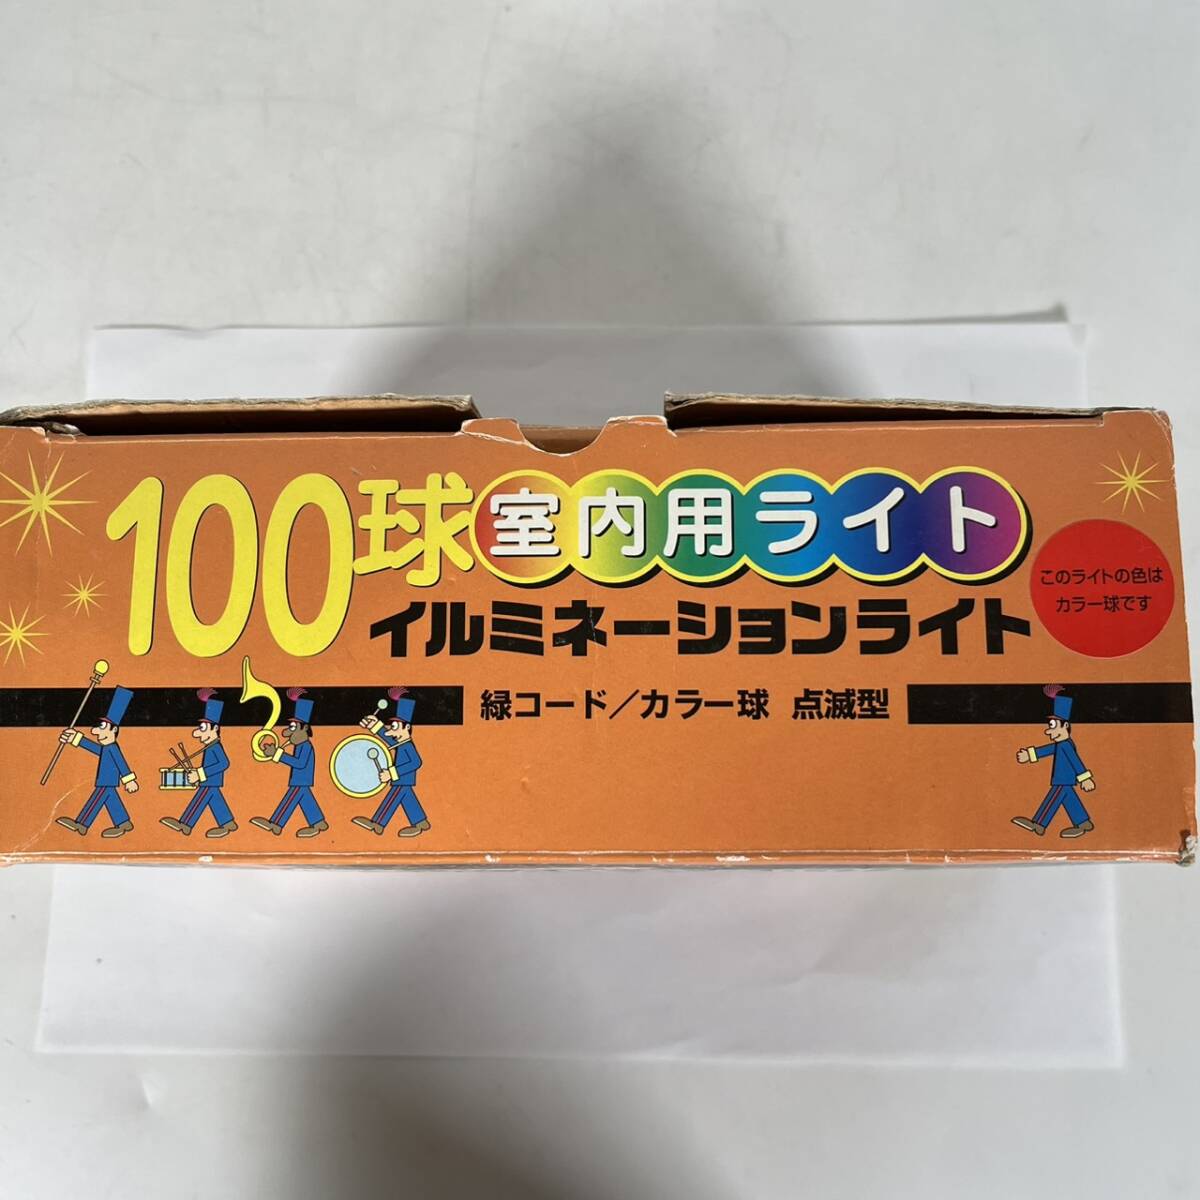 100球室内用ライト
イルミネーションライト
緑コード／カラー球 点滅型
このライトの色は
カラー球です